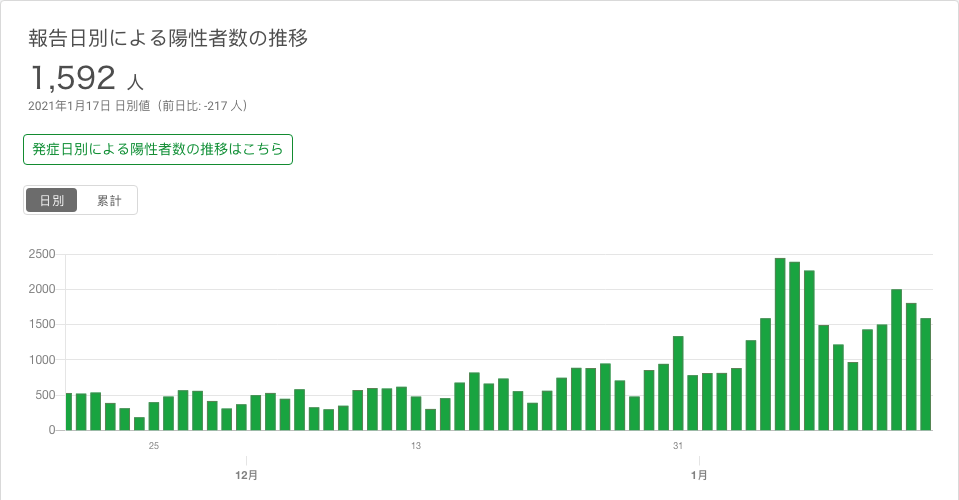 報告日別による陽性者数の推移
1,592 人
2021年1月17日 日別値（前日比: -217 人）
発症日別による陽性者数の推移はこちら
日別 累計
2500
2000
1500
1000
500
0
25 13 31
12月 1月